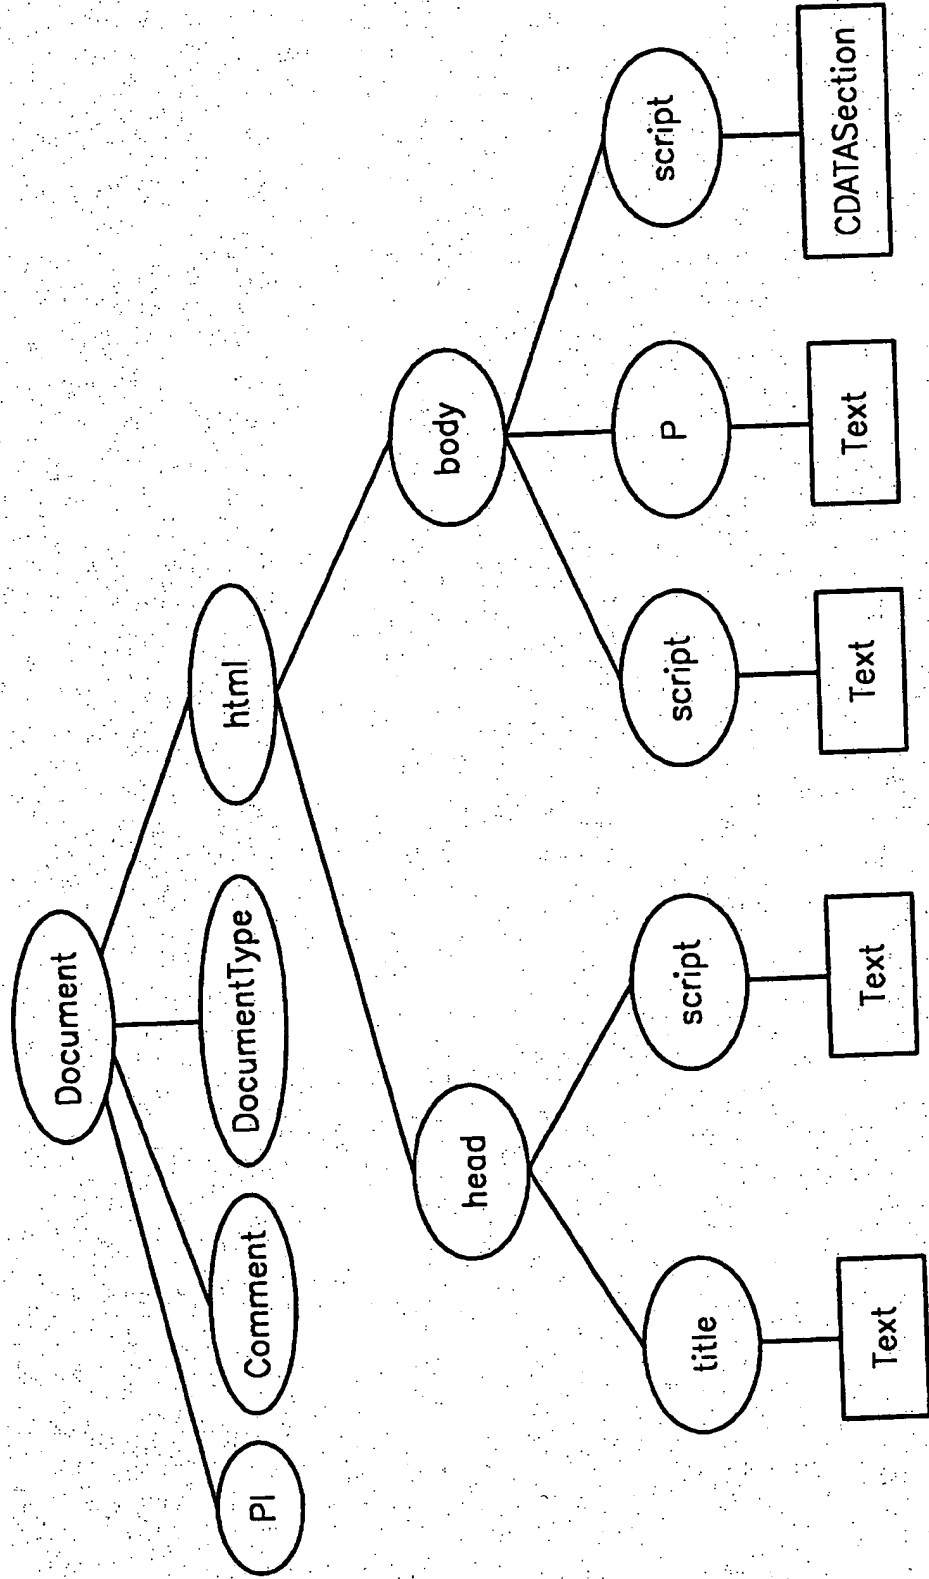 Document
PI
Comment
DocumentType
html
head
body
title
script
script
P
script
Text
Text
Text
Text
CDATASection